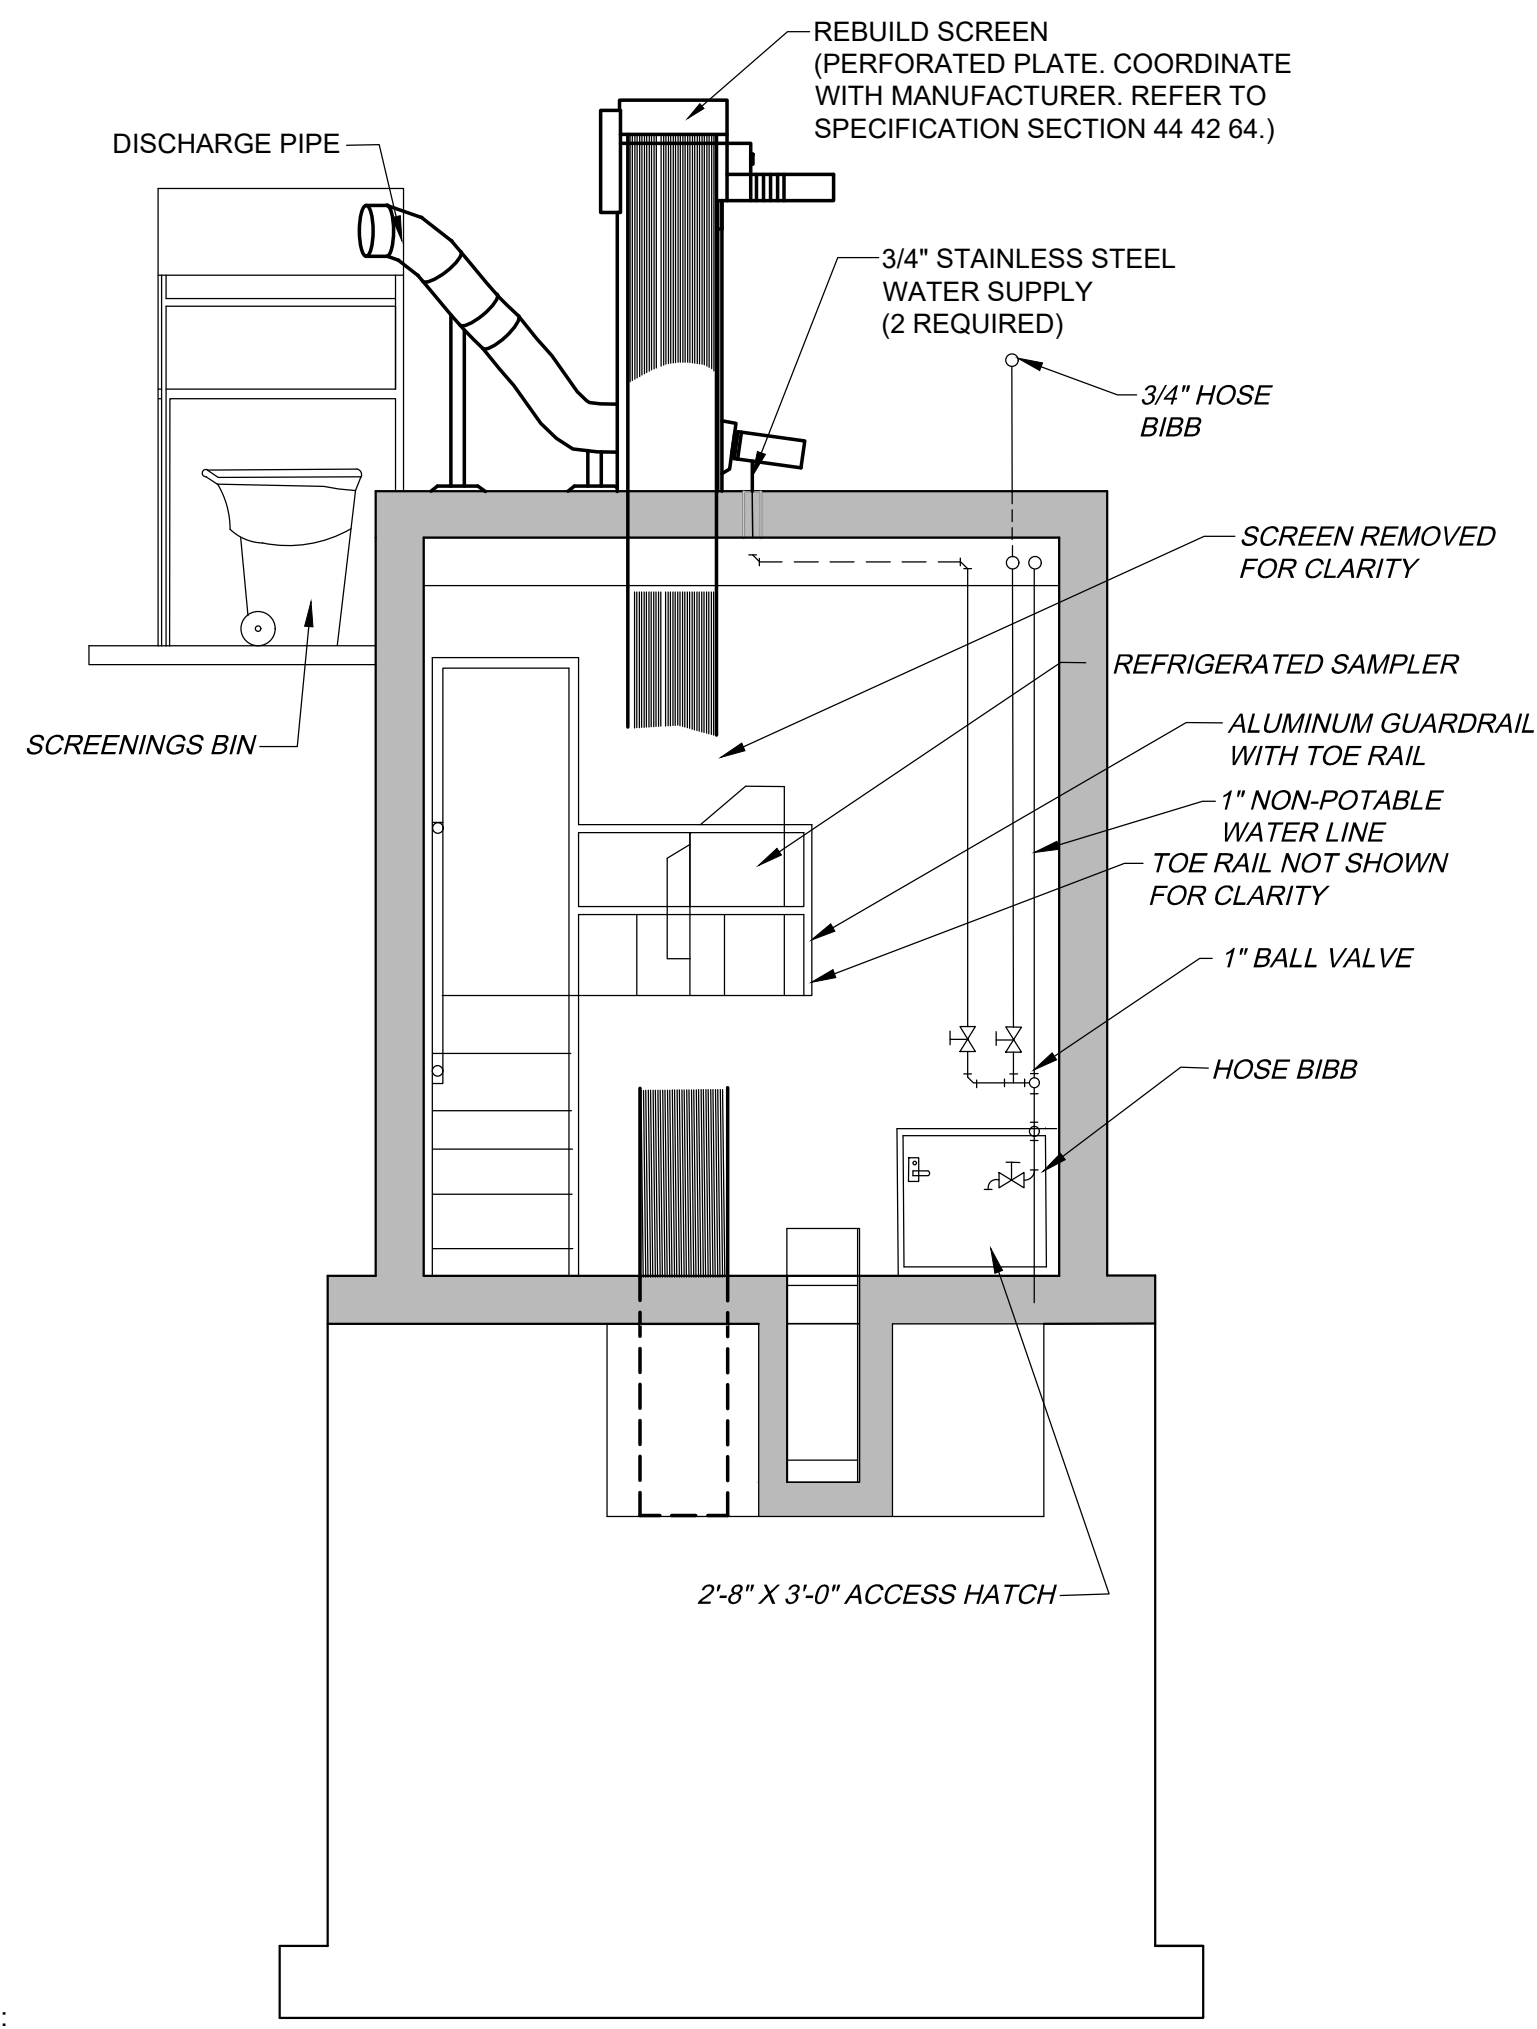 REBUILD SCREEN
(PERFORATED PLATE. COORDINATE
WITH MANUFACTURER. REFER TO
SPECIFICATION SECTION 44 42 64.)
DISCHARGE PIPE
3/4" STAINLESS STEEL
WATER SUPPLY
(2 REQUIRED)
3/4" HOSE
BIBB
SCREEN REMOVED
FOR CLARITY
REFRIGERATED SAMPLER
SCREENINGS BIN
ALUMINUM GUARDRAIL
WITH TOE RAIL
1" NON-POTABLE
WATER LINE
TOE RAIL NOT SHOWN
FOR CLARITY
1" BALL VALVE
HOSE BIBB
2'-8" X 3'-0" ACCESS HATCH
: